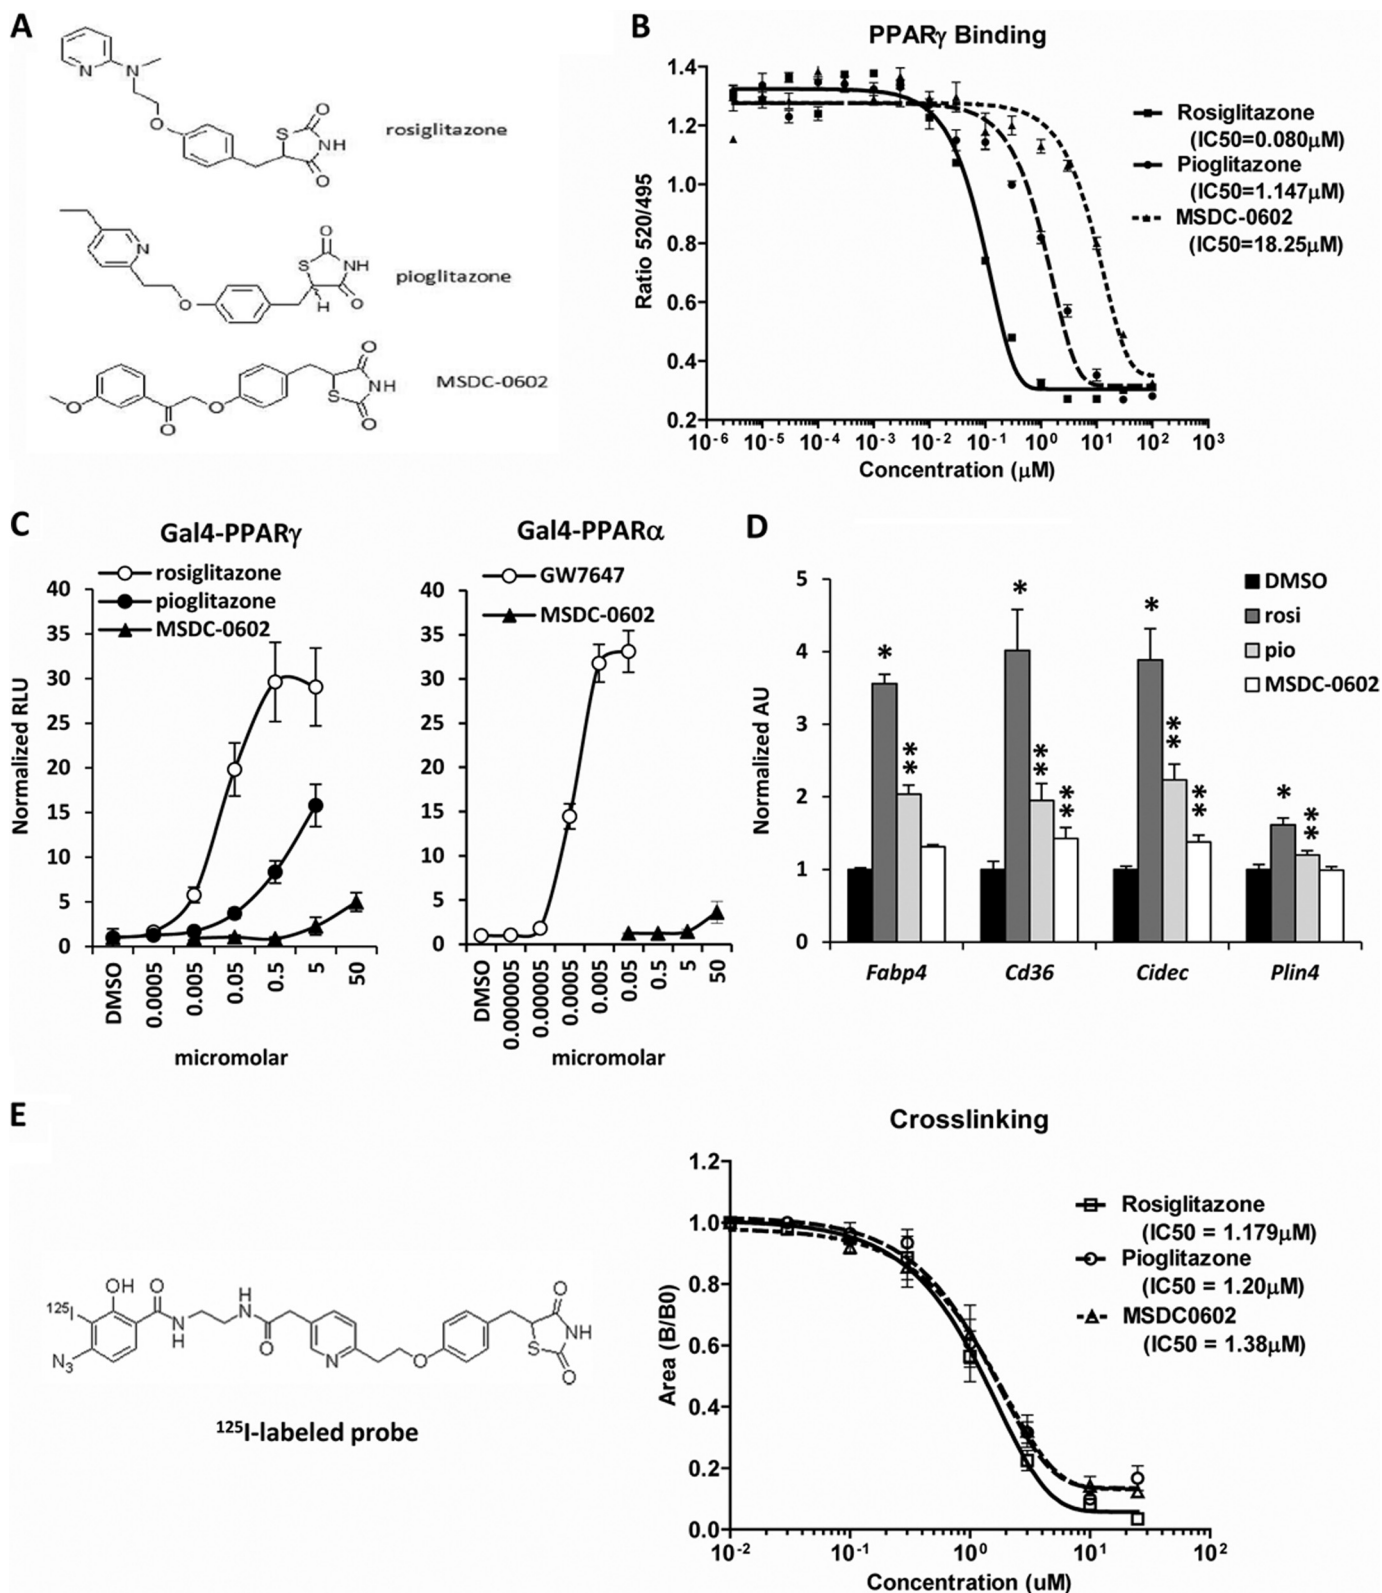 A
N
N
O
S
O
NH
O
rosiglitazone
N
O
S
O
NH
O
H
pioglitazone
O
O
O
O
S
NH
O
MSDC-0602
B
PPARγ Binding
1.4
1.2
1.0
0.8
0.6
0.4
0.2
Ratio 520/495
10-6 10-5 10-4 10-3 10-2 10-1 100 101 102 103
Concentration (μM)
Rosiglitazone
(IC50=0.080μM)
Pioglitazone
(IC50=1.147μM)
MSDC-0602
(IC50=18.25μM)
C
Gal4-PPARγ
rosiglitazone
pioglitazone
MSDC-0602
40
35
30
25
20
15
10
5
0
Normalized RLU
DMSO 0.0005 0.005 0.05 0.5 5 50
micromolar
Gal4-PPARα
GW7647
MSDC-0602
40
35
30
25
20
15
10
5
0
DMSO 0.000005 0.00005 0.0005 0.005 0.05 0.5 5 50
micromolar
D
5
4
3
2
1
0
Normalized AU
DMSO
rosi
pio
MSDC-0602
* ** * ** ** * ** ** * **
Fabp4 Cd36 Cidec Plin4
E
125I
OH
O
N3
N
H
H
N
O
N
O
O
NH
S
O
125I-labeled probe
Crosslinking
1.2
1.0
0.8
0.6
0.4
0.2
0.0
Area (B/B0)
10-2 10-1 100 101 102
Concentration (uM)
Rosiglitazone
(IC50 = 1.179μM)
Pioglitazone
(IC50 = 1.20μM)
MSDC0602
(IC50 = 1.38μM)